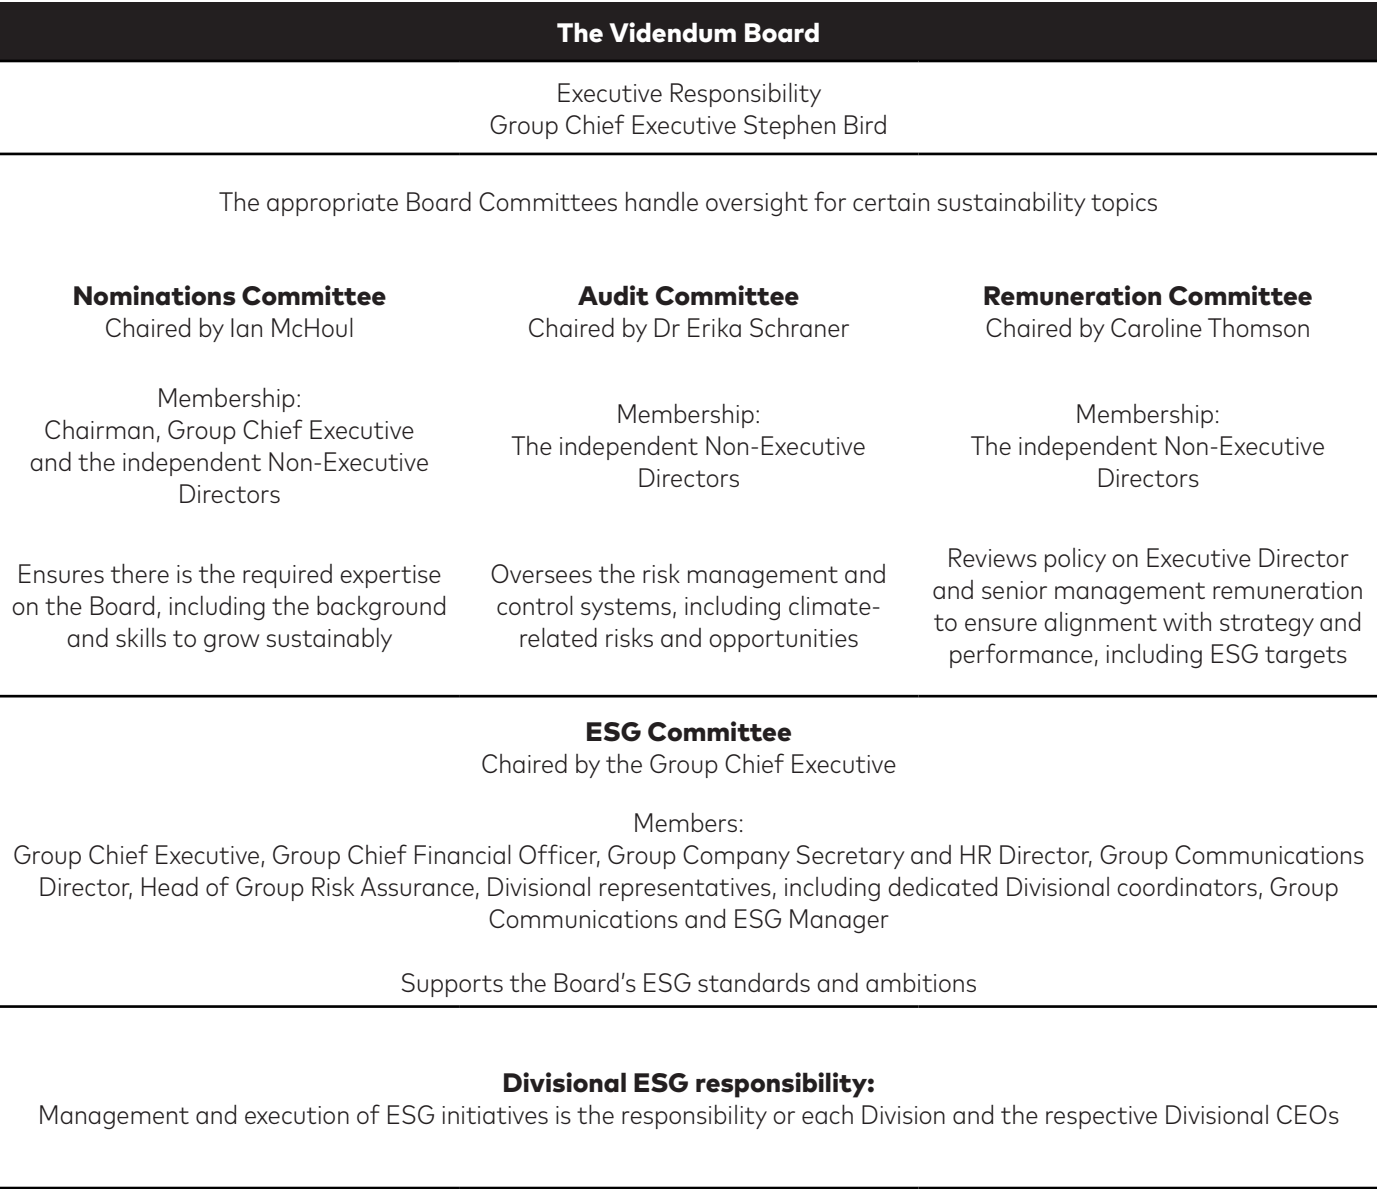 The Videndum Board
Executive Responsibility
Group Chief Executive Stephen Bird
The appropriate Board Committees handle oversight for certain sustainability topics
Nominations Committee
Chaired by Ian McHoul
Membership:
Chairman, Group Chief Executive
and the independent Non-Executive
Directors
Ensures there is the required expertise
on the Board, including the background
and skills to grow sustainably
Audit Committee
Chaired by Dr Erika Schraner
Membership:
The independent Non-Executive
Directors
Oversees the risk management and
control systems, including climate-
related risks and opportunities
Remuneration Committee
Chaired by Caroline Thomson
Membership:
The independent Non-Executive
Directors
Reviews policy on Executive Director
and senior management remuneration
to ensure alignment with strategy and
performance, including ESG targets
ESG Committee
Chaired by the Group Chief Executive
Members:
Group Chief Executive, Group Chief Financial Officer, Group Company Secretary and HR Director, Group Communications
Director, Head of Group Risk Assurance, Divisional representatives, including dedicated Divisional coordinators, Group
Communications and ESG Manager
Supports the Board's ESG standards and ambitions
Divisional ESG responsibility:
Management and execution of ESG initiatives is the responsibility or each Division and the respective Divisional CEOs